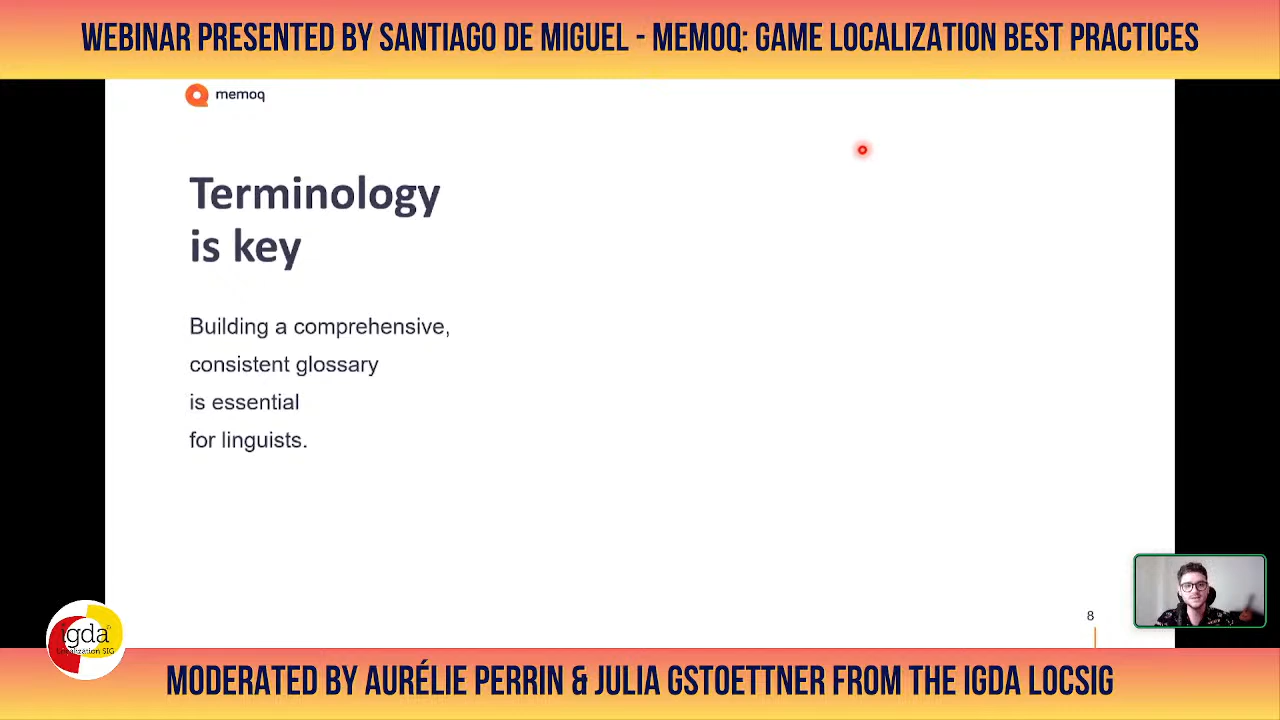 WEBINAR PRESENTED BY SANTIAGO DE MIGUEL - MEMOQ: GAME LOCALIZATION BEST PRACTICES
memoq
Terminology
is key
Building a comprehensive,
consistent glossary
is essential
for linguists.
8
igda
Localization SIG
MODERATED BY AURÉLIE PERRIN & JULIA GSTOETTNER FROM THE IGDA LOCSIG